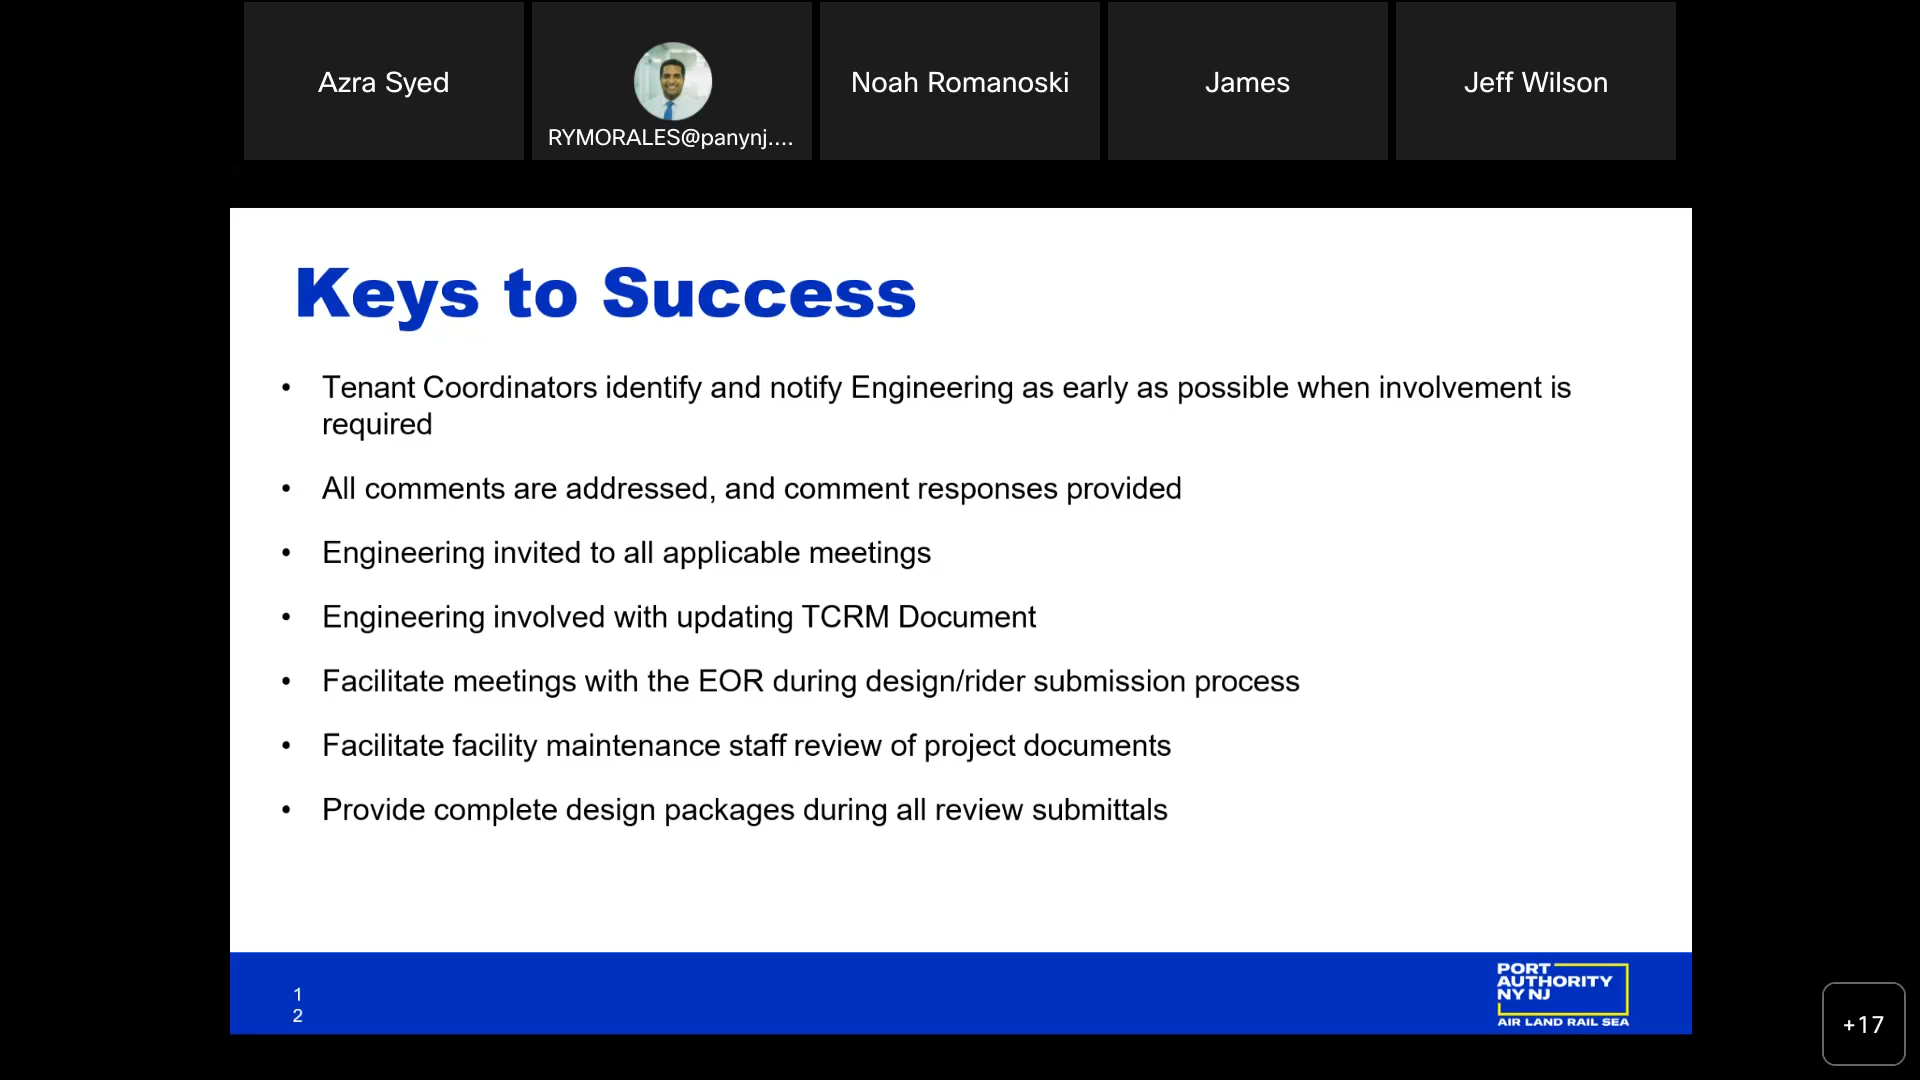 Azra Syed
RYMORALES@panynj....
Noah Romanoski
James
Jeff Wilson
Keys to Success
• Tenant Coordinators identify and notify Engineering as early as possible when involvement is
required
• All comments are addressed, and comment responses provided
• Engineering invited to all applicable meetings
• Engineering involved with updating TCRM Document
• Facilitate meetings with the EOR during design/rider submission process
• Facilitate facility maintenance staff review of project documents
• Provide complete design packages during all review submittals
1
2
PORT
AUTHORITY
NY NJ
AIR LAND RAIL SEA
+17